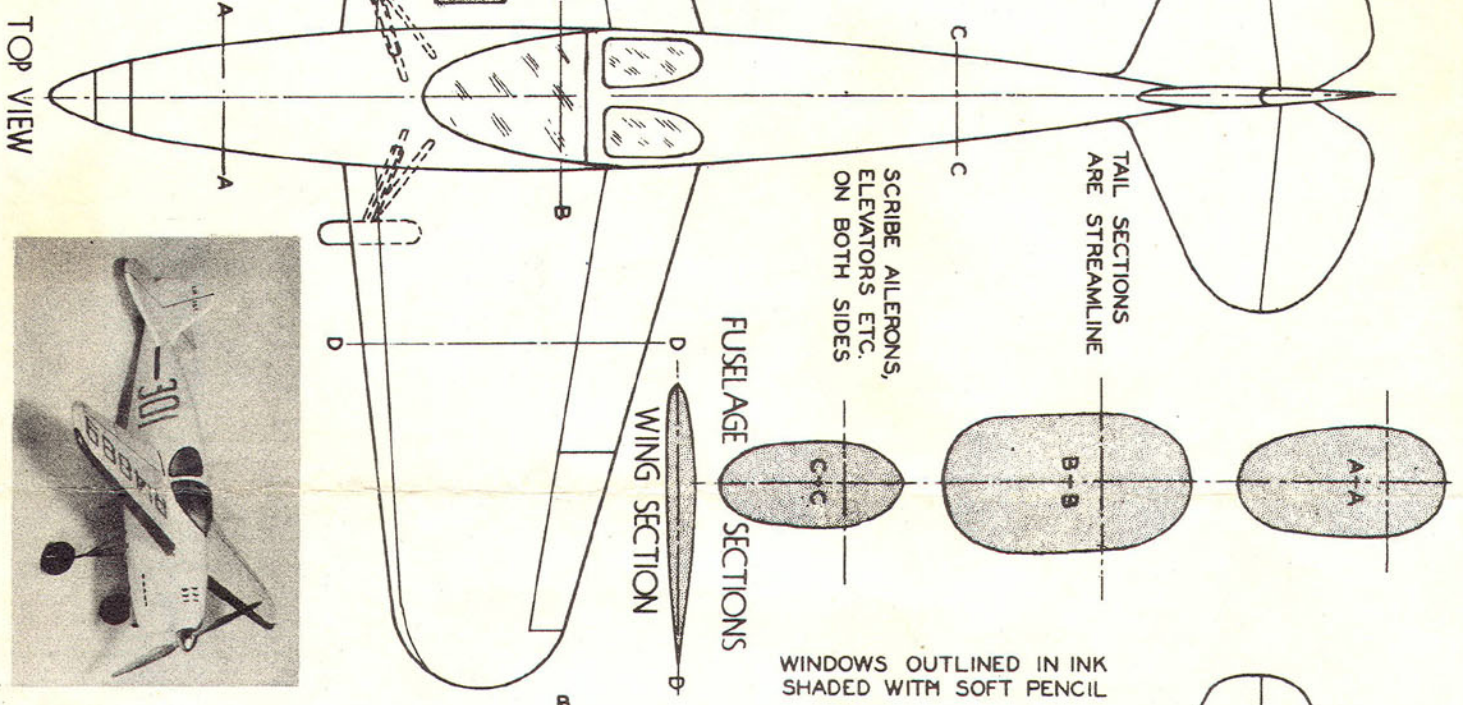 TOP VIEW
A
A
B
B
C
C
D
D
TAIL SECTIONS
ARE STREAMLINE
SCRIBE AILERONS,
ELEVATORS ETC.
ON BOTH SIDES
FUSELAGE SECTIONS
WING SECTION
D
D
A-A
B-B
C-C
WINDOWS OUTLINED IN INK
SHADED WITH SOFT PENCIL
301